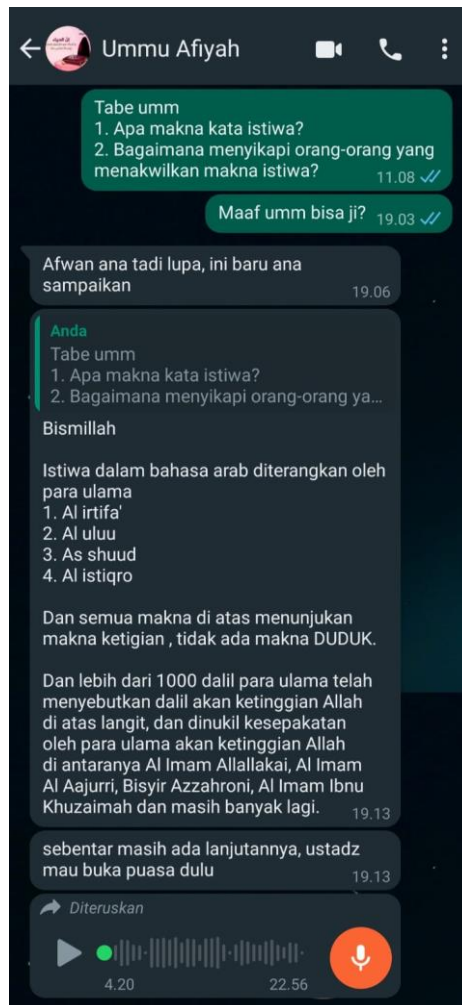 Ummu Afiyah
Tabe umm
1. Apa makna kata istiwa?
2. Bagaimana menyikapi orang-orang yang
menakwilkan makna istiwa?
11.08
Maaf umm bisa ji?
19.03
Afwan ana tadi lupa, ini baru ana
sampaikan
19.06
Anda
Tabe umm
1. Apa makna kata istiwa?
2. Bagaimana menyikapi orang-orang ya...
Bismillah
Istiwa dalam bahasa arab diterangkan oleh
para ulama
1. Al irtifa'
2. Al uluu
3. As shuud
4. Al istiqro
Dan semua makna di atas menunjukan
makna ketigian , tidak ada makna DUDUK.
Dan lebih dari 1000 dalil para ulama telah
menyebutkan dalil akan ketinggian Allah
di atas langit, dan dinukil kesepakatan
oleh para ulama akan ketinggian Allah
di antaranya Al Imam Allallakai, Al Imam
Al Aajurri, Bisyir Azzahroni, Al Imam Ibnu
Khuzaimah dan masih banyak lagi.
19.13
sebentar masih ada lanjutannya, ustadz
mau buka puasa dulu
19.13
Diteruskan
4.20
22.56